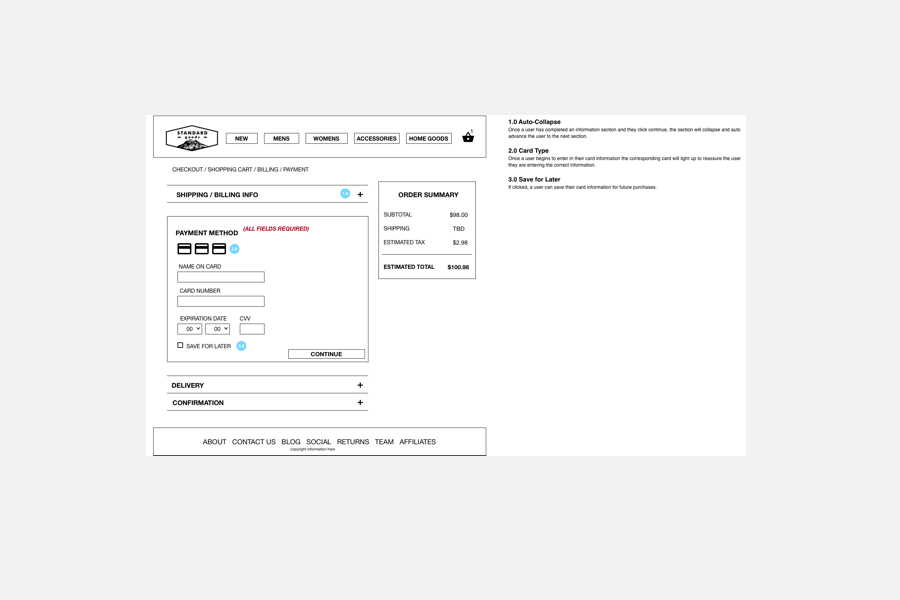 STANDARD
goods
NEW
MENS
WOMENS
ACCESSORIES
HOME GOODS
1
CHECKOUT / SHOPPING CART / BILLING / PAYMENT
SHIPPING / BILLING INFO
+
PAYMENT METHOD (ALL FIELDS REQUIRED)
NAME ON CARD
CARD NUMBER
EXPIRATION DATE CVV
00 00
SAVE FOR LATER
CONTINUE
DELIVERY +
CONFIRMATION +
ORDER SUMMARY
SUBTOTAL $98.00
SHIPPING TBD
ESTIMATED TAX $2.98
ESTIMATED TOTAL $100.98
ABOUT CONTACT US BLOG SOCIAL RETURNS TEAM AFFILIATES
copyright information here
1.0 Auto-Collapse
Once a user has completed an information section and they click continue, the section will collapse and auto
advance the user to the next section.
2.0 Card Type
Once a user begins to enter in their card information the corresponding card will light up to reassure the user
they are entering the correct information.
3.0 Save for Later
If clicked, a user can save their card information for future purchases.